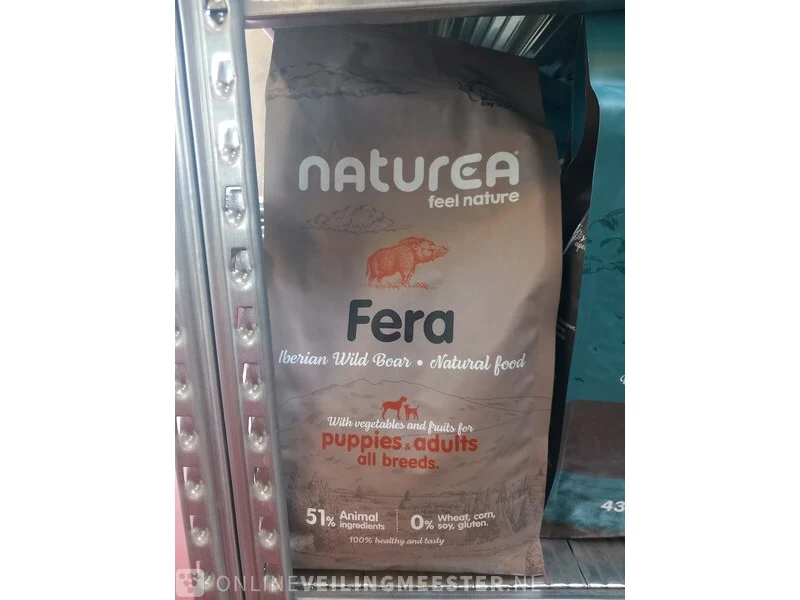 naturea
feel nature
Fera
Iberian Wild Boar • Natural food
With vegetables and fruits for
puppies & adults
all breeds.
51% Animal ingredients
0% Wheat, corn, soy, gluten.
100% healthy and tasty
43
ONLINEVEILINGMEESTER.NL